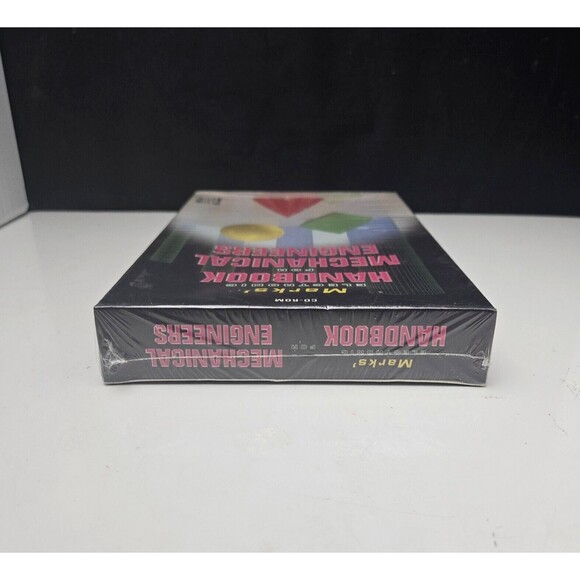 CD-ROM
Marks'
HANDBOOK
MECHANICAL
ENGINEERS
Marks'
HANDBOOK
FOR
MECHANICAL
ENGINEERS